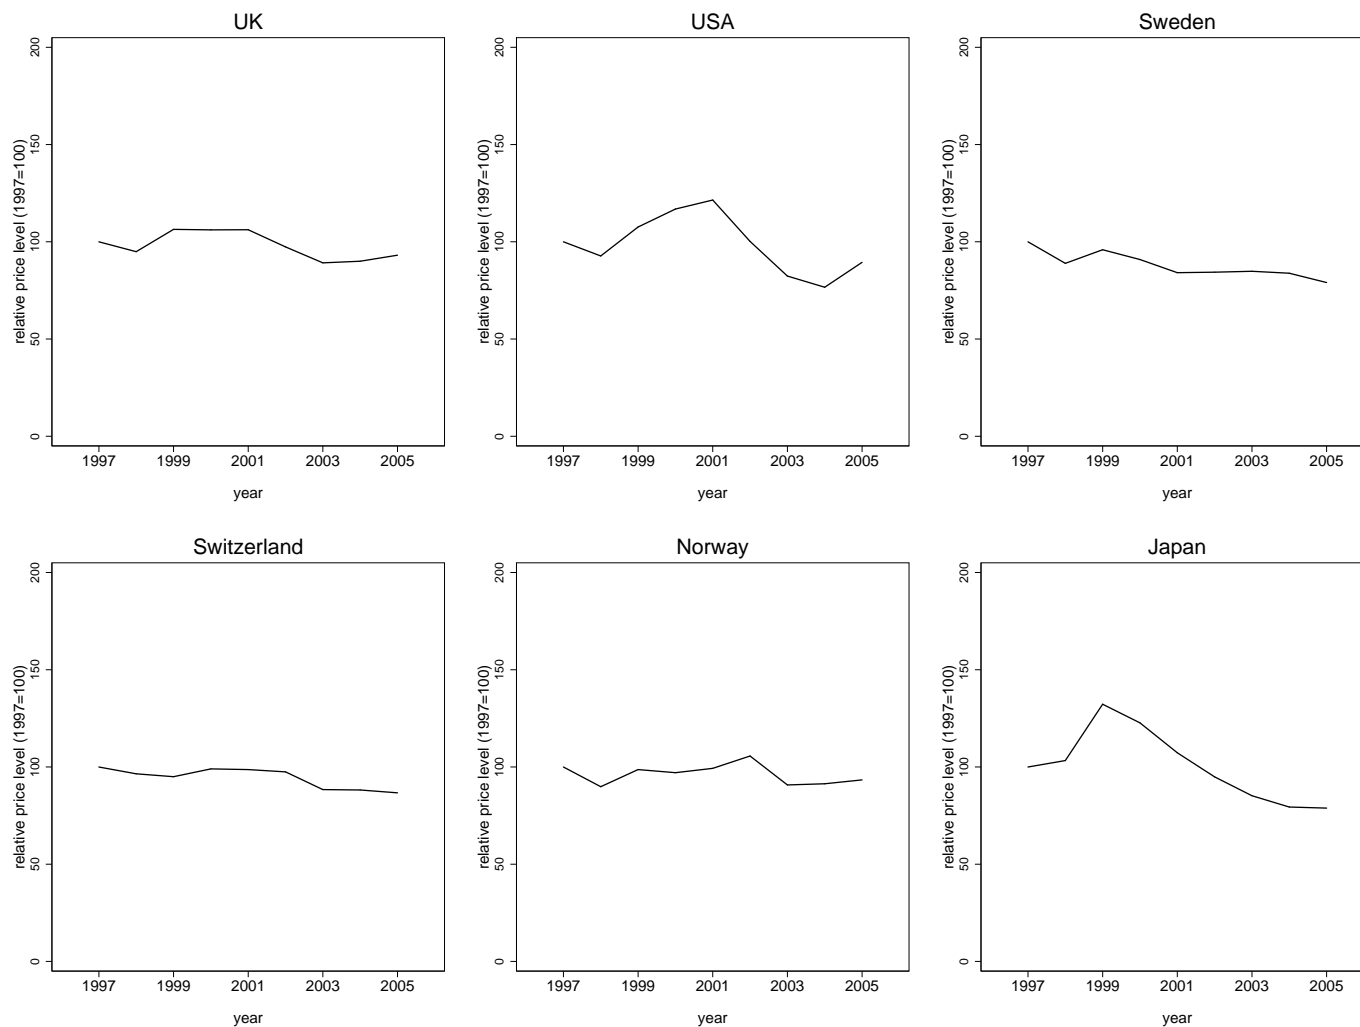 UK
relative price level (1997=100)
0 50 100 150 200
1997 1999 2001 2003 2005
year
USA
relative price level (1997=100)
0 50 100 150 200
1997 1999 2001 2003 2005
year
Sweden
relative price level (1997=100)
0 50 100 150 200
1997 1999 2001 2003 2005
year
Switzerland
relative price level (1997=100)
0 50 100 150 200
1997 1999 2001 2003 2005
year
Norway
relative price level (1997=100)
0 50 100 150 200
1997 1999 2001 2003 2005
year
Japan
relative price level (1997=100)
0 50 100 150 200
1997 1999 2001 2003 2005
year